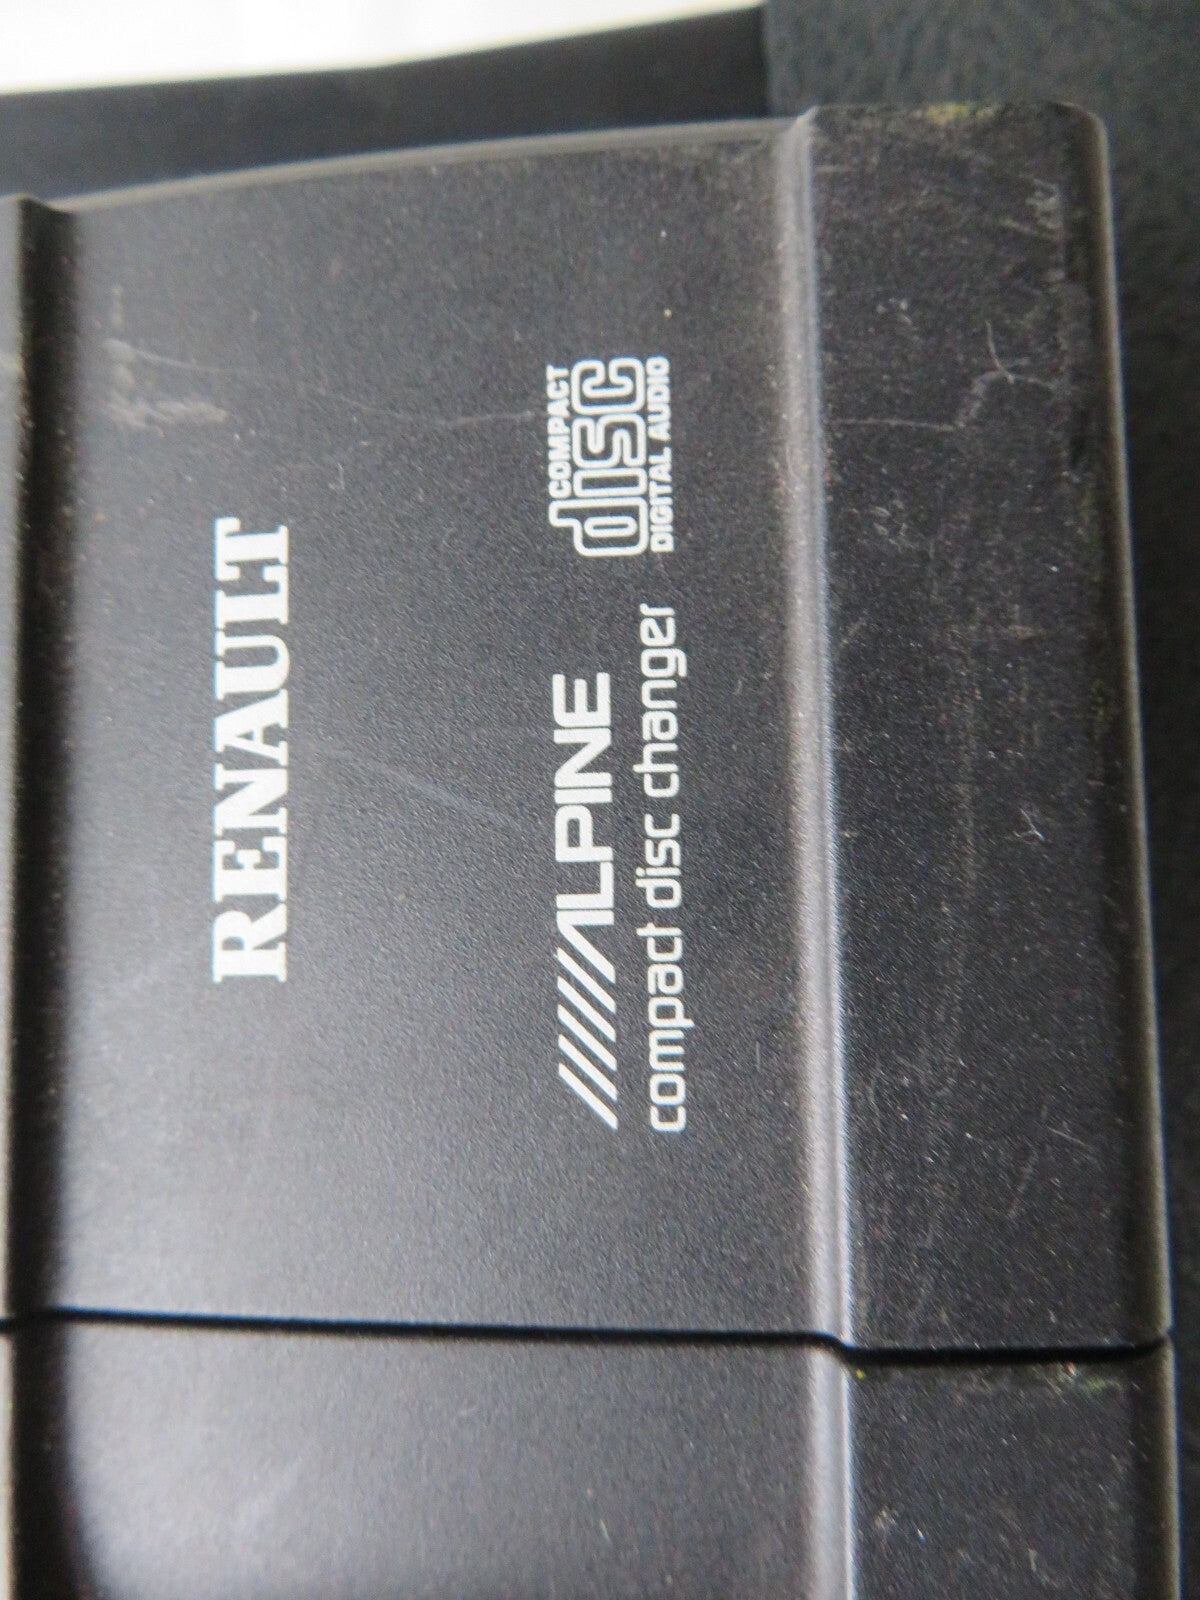 RENAULT
ALPINE
compact disc changer
COMPACT
disc
DIGITAL AUDIO